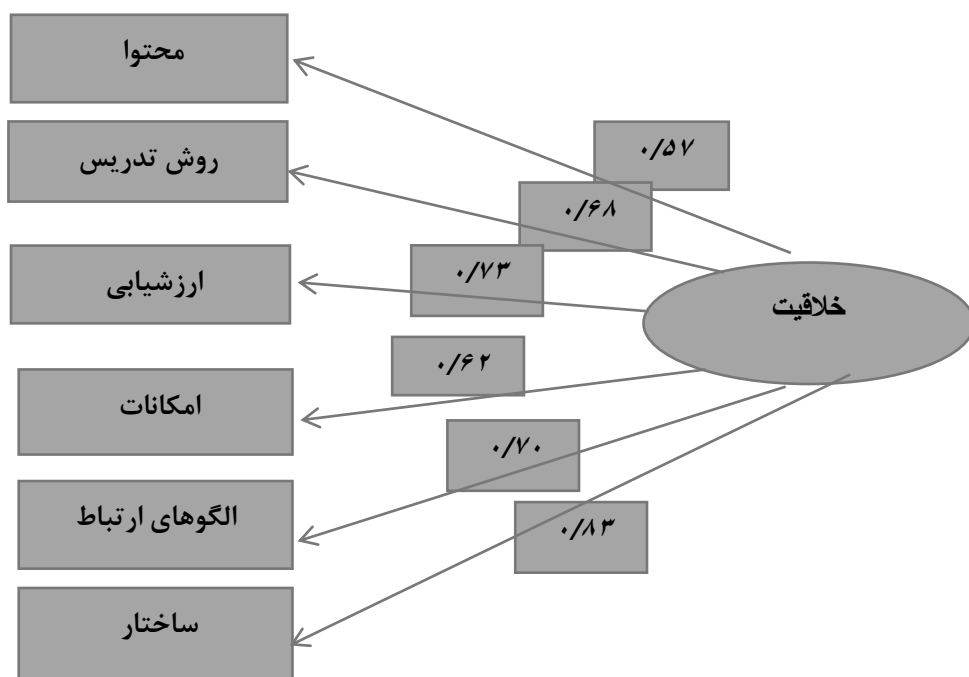 محتوا
روش تدریس
ارزشیابی
امکانات
الگوهای ارتباط
ساختار
۰/۵۷
۰/۶۸
۰/۷۳
۰/۶۲
۰/۷۰
۰/۸۳
خلاقیت